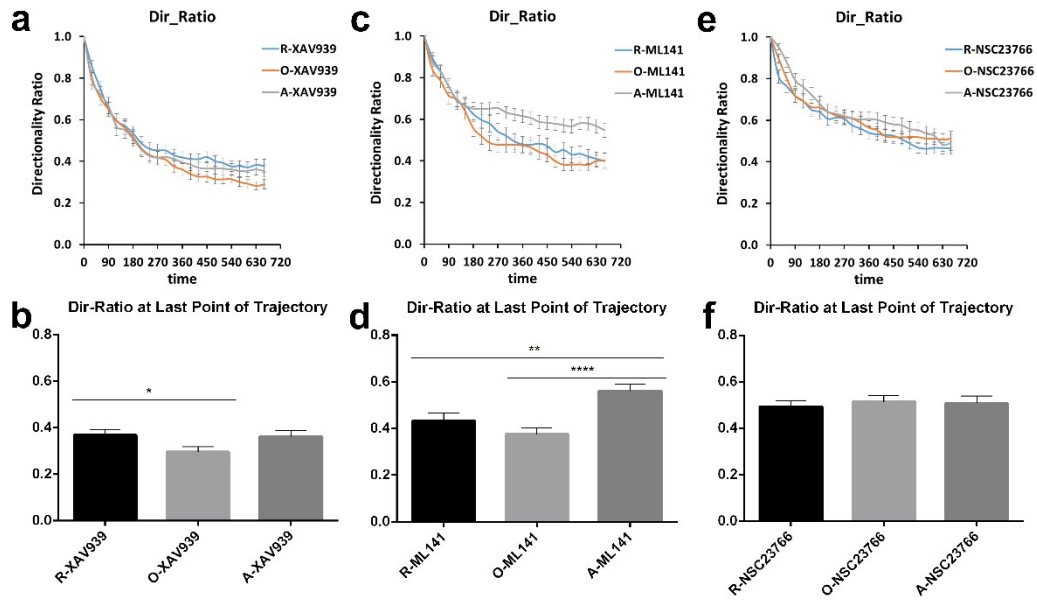 a
Dir_Ratio
Directionality Ratio
1.0
0.8
0.6
0.4
0.2
0.0
0 90 180 270 360 450 540 630 720
time
R-XAV939
O-XAV939
A-XAV939
c
Dir_Ratio
Directionality Ratio
1.0
0.8
0.6
0.4
0.2
0.0
0 90 180 270 360 450 540 630 720
time
R-ML141
O-ML141
A-ML141
e
Dir_Ratio
Directionality Ratio
1.0
0.8
0.6
0.4
0.2
0.0
0 90 180 270 360 450 540 630 720
time
R-NSC23766
O-NSC23766
A-NSC23766
b
Dir-Ratio at Last Point of Trajectory
0.8
0.6
0.4
0.2
0.0
*
R-XAV939
O-XAV939
A-XAV939
d
Dir-Ratio at Last Point of Trajectory
0.8
0.6
0.4
0.2
0.0
**
****
R-ML141
O-ML141
A-ML141
f
Dir-Ratio at Last Point of Trajectory
0.8
0.6
0.4
0.2
0.0
R-NSC23766
O-NSC23766
A-NSC23766